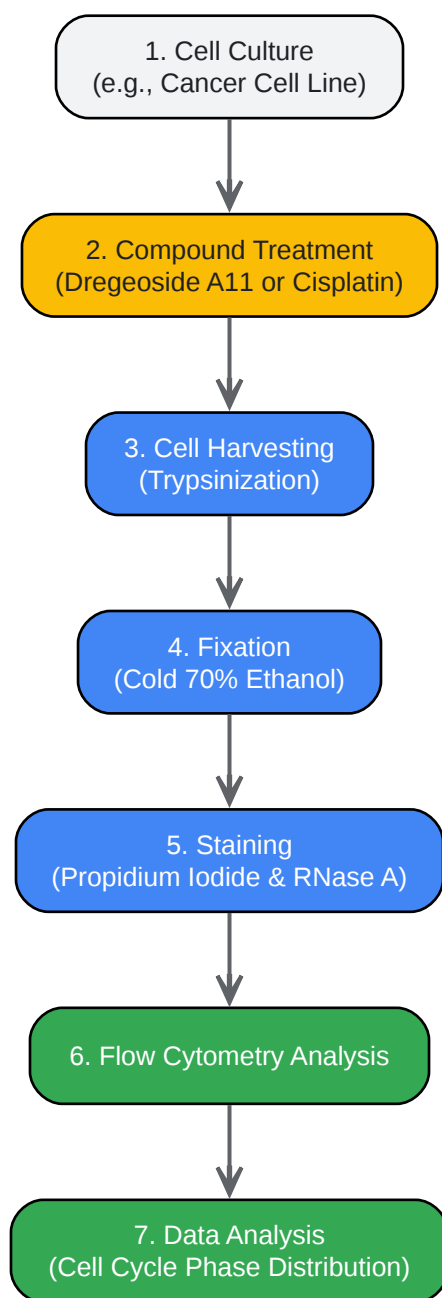 1. Cell Culture
(e.g., Cancer Cell Line)
2. Compound Treatment
(Dregeoside A11 or Cisplatin)
3. Cell Harvesting
(Trypsinization)
4. Fixation
(Cold 70% Ethanol)
5. Staining
(Propidium Iodide & RNase A)
6. Flow Cytometry Analysis
7. Data Analysis
(Cell Cycle Phase Distribution)